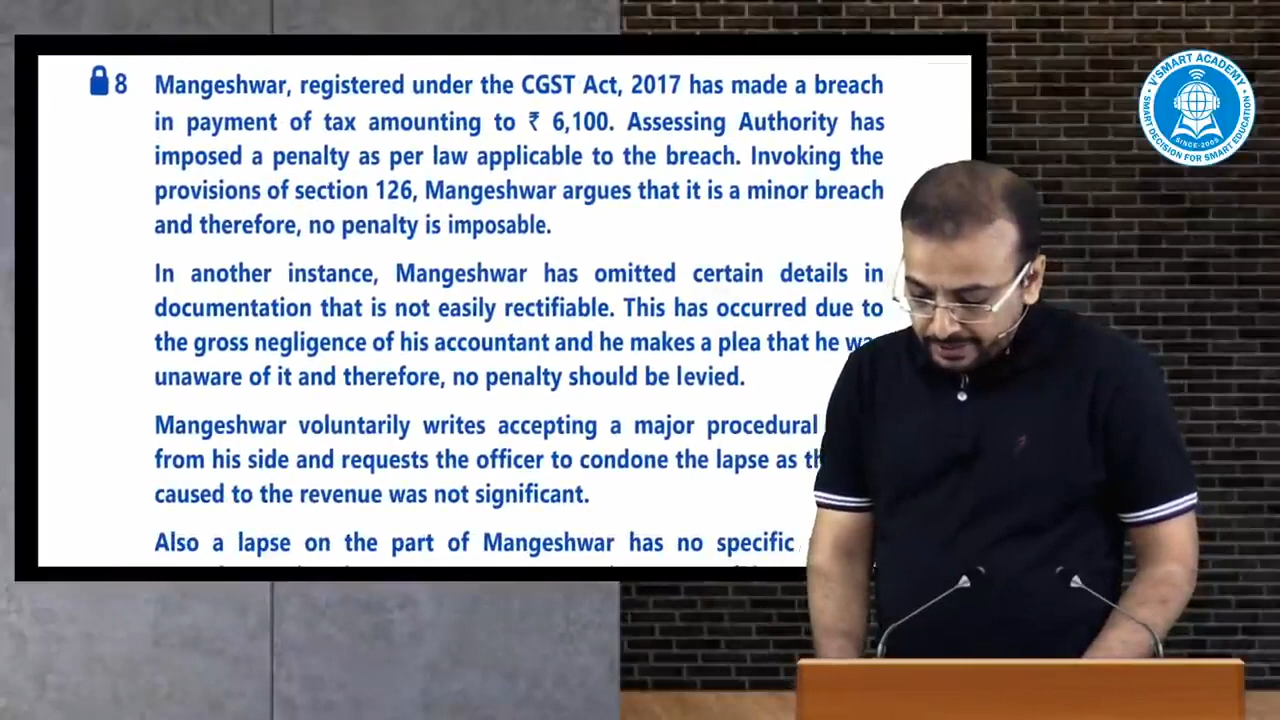 8 Mangeshwar, registered under the CGST Act, 2017 has made a breach
in payment of tax amounting to ₹ 6,100. Assessing Authority has
imposed a penalty as per law applicable to the breach. Invoking the
provisions of section 126, Mangeshwar argues that it is a minor breach
and therefore, no penalty is imposable.
In another instance, Mangeshwar has omitted certain details in
documentation that is not easily rectifiable. This has occurred due to
the gross negligence of his accountant and he makes a plea that he
unaware of it and therefore, no penalty should be levied.
Mangeshwar voluntarily writes accepting a major procedural
from his side and requests the officer to condone the lapse as
caused to the revenue was not significant.
Also a lapse on the part of Mangeshwar has no specific
V'SMART ACADEMY
SINCE-2003
SMART DECISION FOR SMART EDUCATION